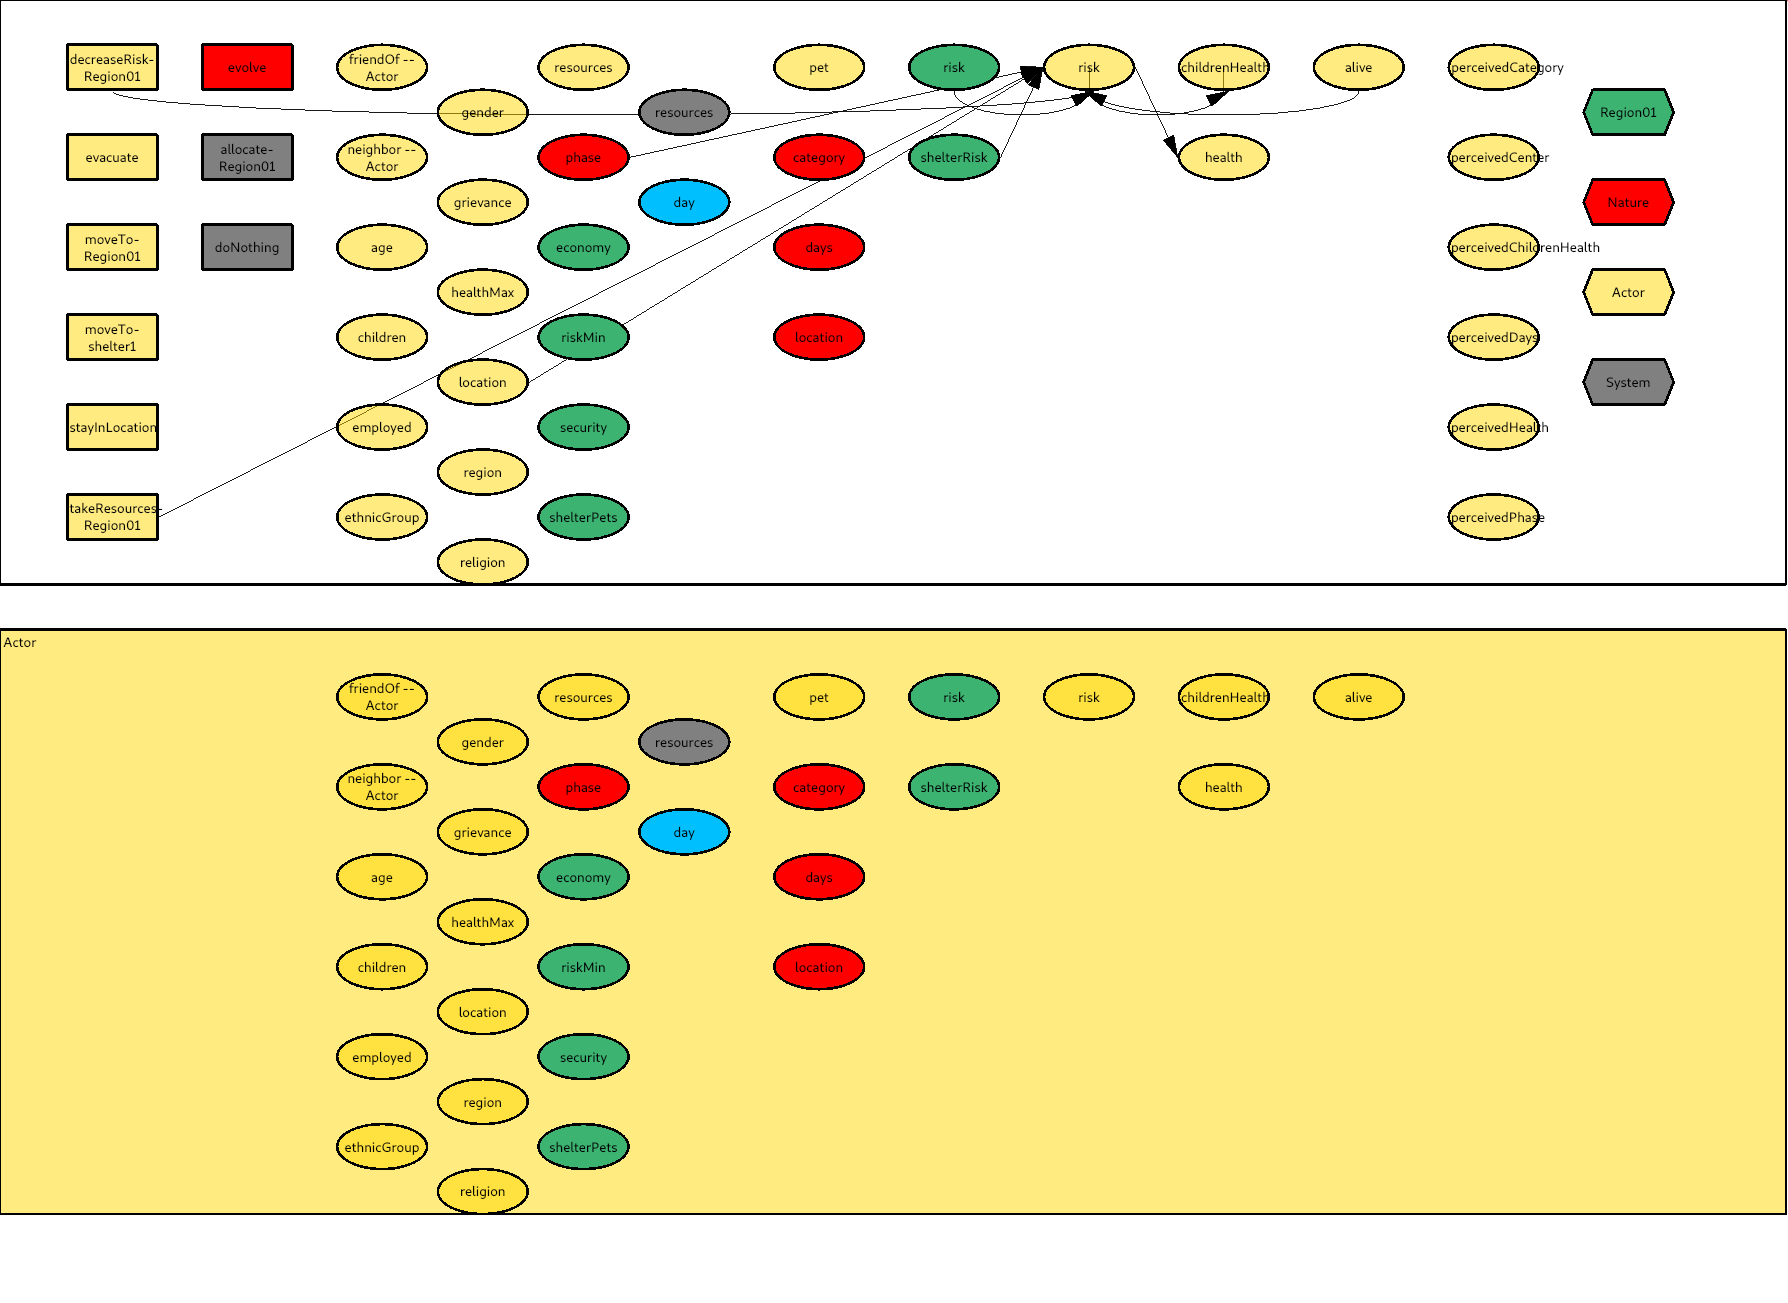 decreaseRisk-
Region01
evolve
friendOf --
Actor
resources
pet
risk
risk
childrenHealth
alive
perceivedCategory
gender
resources
Region01
evacuate
allocate-
Region01
neighbor --
Actor
phase
category
shelterRisk
health
perceivedCenter
grievance
day
Nature
moveTo-
Region01
doNothing
age
economy
days
perceivedChildrenHealth
healthMax
Actor
moveTo-
shelter1
children
riskMin
location
perceivedDays
location
System
stayInLocation
employed
security
perceivedHealth
region
takeResources-
Region01
ethnicGroup
shelterPets
perceivedPhase
religion
Actor
friendOf --
Actor
resources
pet
risk
risk
childrenHealth
alive
gender
resources
neighbor --
Actor
phase
category
shelterRisk
health
grievance
day
age
economy
days
healthMax
children
riskMin
location
location
employed
security
region
ethnicGroup
shelterPets
religion